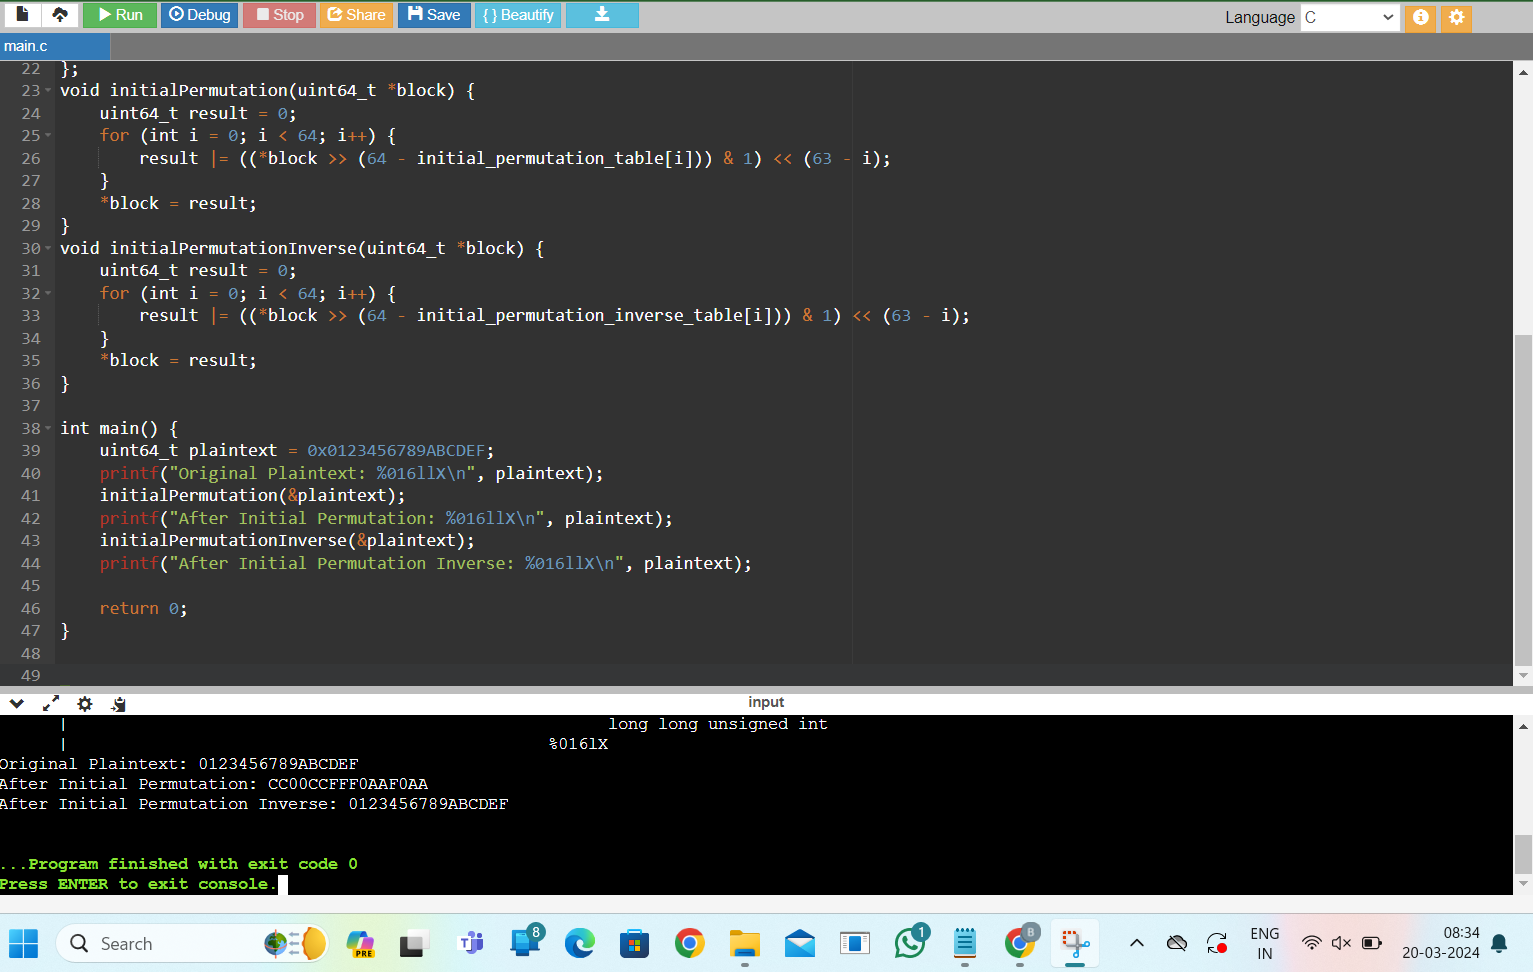 Run Debug Stop Share Save { } Beautify Language C
main.c
22 };
23 void initialPermutation(uint64_t *block) {
24     uint64_t result = 0;
25     for (int i = 0; i < 64; i++) {
26         result |= ((*block >> (64 - initial_permutation_table[i])) & 1) << (63 - i);
27     }
28     *block = result;
29 }
30 void initialPermutationInverse(uint64_t *block) {
31     uint64_t result = 0;
32     for (int i = 0; i < 64; i++) {
33         result |= ((*block >> (64 - initial_permutation_inverse_table[i])) & 1) << (63 - i);
34     }
35     *block = result;
36 }
37
38 int main() {
39     uint64_t plaintext = 0x0123456789ABCDEF;
40     printf("Original Plaintext: %016llX\n", plaintext);
41     initialPermutation(&plaintext);
42     printf("After Initial Permutation: %016llX\n", plaintext);
43     initialPermutationInverse(&plaintext);
44     printf("After Initial Permutation Inverse: %016llX\n", plaintext);
45
46     return 0;
47 }
48
49
input
| long long unsigned int
| %016lX
Original Plaintext: 0123456789ABCDEF
After Initial Permutation: CC00CCFFF0AAF0AA
After Initial Permutation Inverse: 0123456789ABCDEF
...Program finished with exit code 0
Press ENTER to exit console.
Search PRE 8 1 B ENG 08:34
IN 20-03-2024